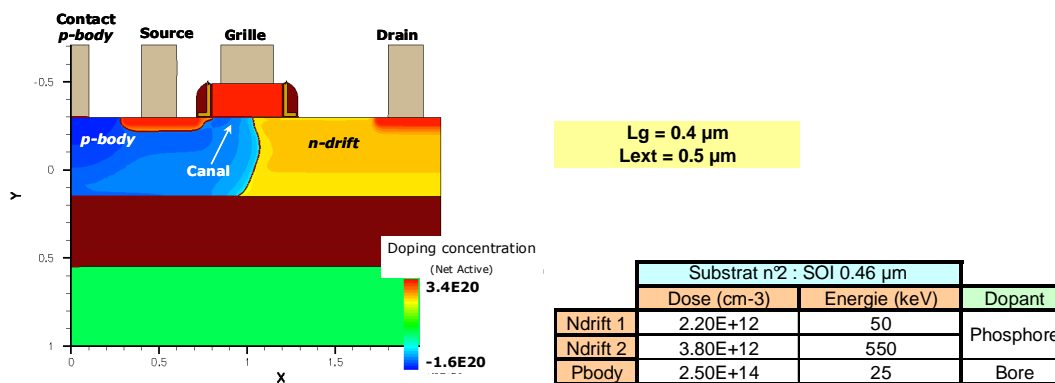 Contact
p-body
Source
Grille
Drain
-0.5
0
0.5
1
Y
p-body
n-drift
Canal
Doping concentration
(Net Active)
3.4E20
-1.6E20
0
0.5
1
1.5
X
Lg = 0.4 µm
Lext = 0.5 µm
Substrat n°2 : SOI 0.46 µm
Dose (cm-3) Energie (keV) Dopant
Ndrift 1 2.20E+12 50 Phosphore
Ndrift 2 3.80E+12 550
Pbody 2.50E+14 25 Bore